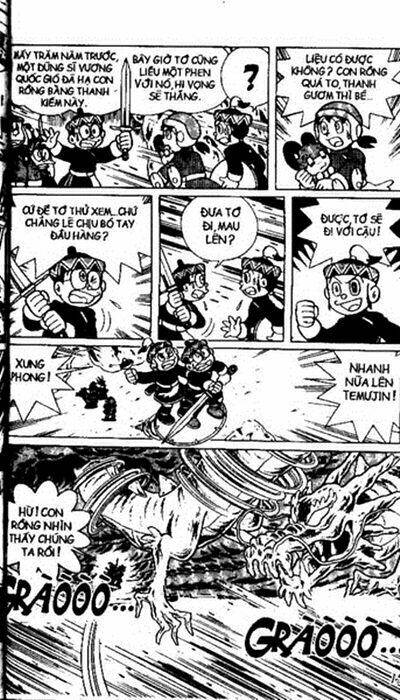 MẤY TRĂM NĂM TRƯỚC,
MỘT DŨNG SĨ VƯƠNG
QUỐC GIÓ ĐÃ HẠ CON
RỒNG BẰNG THANH
KIẾM NÀY.
BÂY GIỜ TỚ CŨNG
LIỀU MỘT PHEN
VỚI NÓ, HI VỌNG
SẼ THẮNG.
?
LIỆU CÓ ĐƯỢC
KHÔNG? CON RỒNG
QUÁ TO, THANH
GƯƠM THÌ BÉ...
CỨ ĐỂ TỚ THỬ XEM...CHỨ
CHẲNG LẼ CHỊU BÓ TAY
ĐẦU HÀNG?
ĐƯA TỚ
ĐI, MAU
LÊN?
ĐƯỢC, TỚ SẼ
ĐI VỚI CẬU!
XUNG
PHONG!
NHANH
NỮA LÊN
TEMUJIN!
HỪ! CON
RỒNG NHÌN
THẤY CHÚNG
TA RỒI!
GRÀOOO...
GRÀOOO...